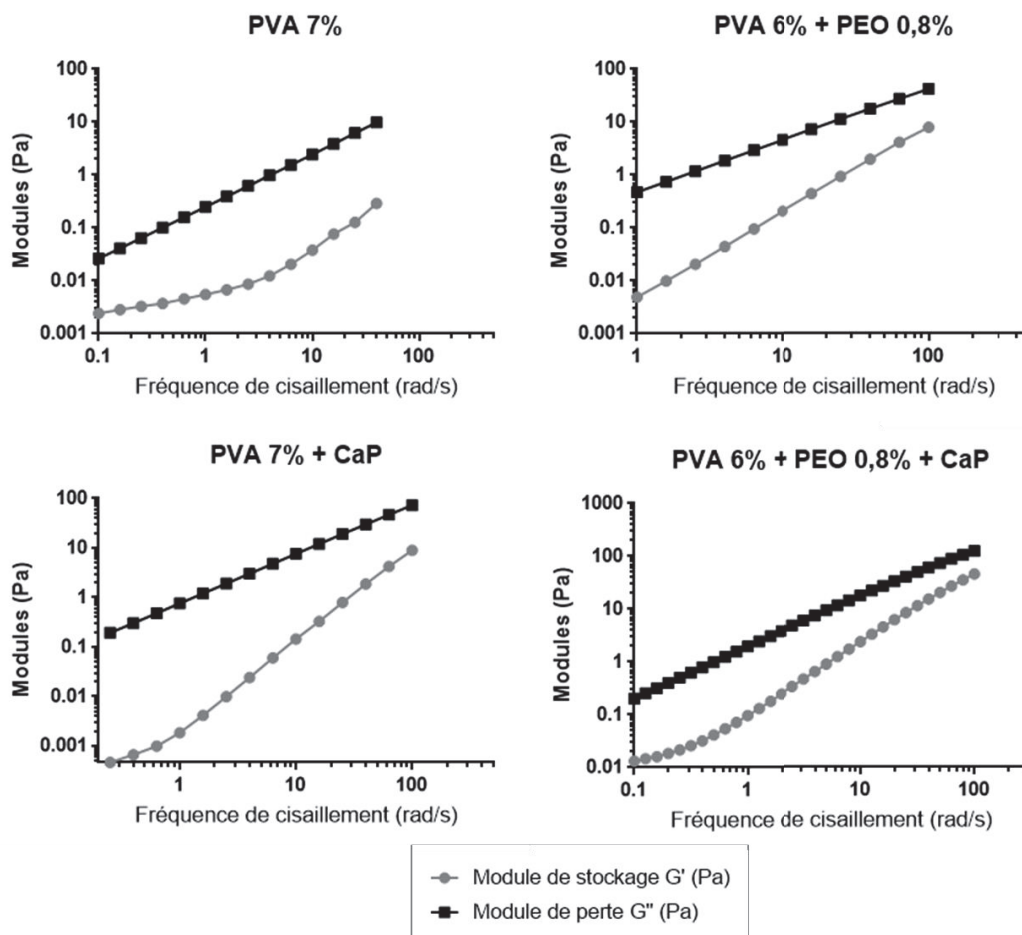 PVA 7%
100
10
1
0.1
0.01
0.001
Modules (Pa)
0.1 1 10 100
Fréquence de cisaillement (rad/s)
PVA 6% + PEO 0,8%
100
10
1
0.1
0.01
0.001
Modules (Pa)
1 10 100
Fréquence de cisaillement (rad/s)
PVA 7% + CaP
100
10
1
0.1
0.01
0.001
Modules (Pa)
1 10 100
Fréquence de cisaillement (rad/s)
PVA 6% + PEO 0,8% + CaP
1000
100
10
1
0.1
0.01
Modules (Pa)
0.1 1 10 100
Fréquence de cisaillement (rad/s)
Module de stockage G' (Pa)
Module de perte G" (Pa)